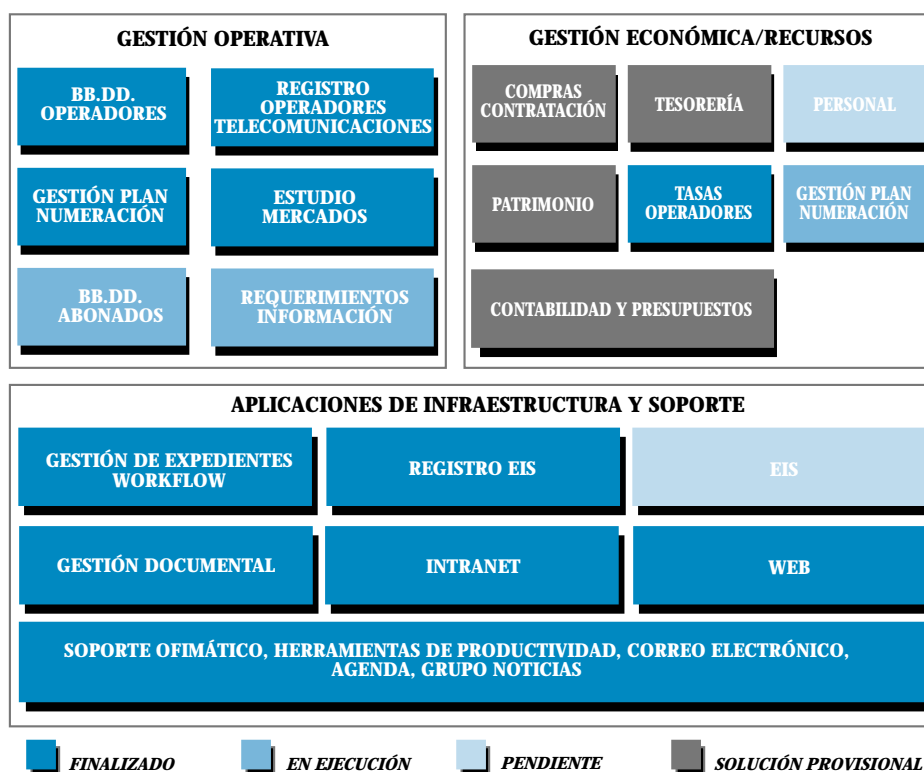 GESTIÓN OPERATIVA
BB.DD.
OPERADORES
REGISTRO
OPERADORES
TELECOMUNICACIONES
GESTIÓN PLAN
NUMERACIÓN
ESTUDIO
MERCADOS
BB.DD.
ABONADOS
REQUERIMIENTOS
INFORMACIÓN
GESTIÓN ECONÓMICA/RECURSOS
COMPRAS
CONTRATACIÓN
TESORERÍA
PERSONAL
PATRIMONIO
TASAS
OPERADORES
GESTIÓN PLAN
NUMERACIÓN
CONTABILIDAD Y PRESUPUESTOS
APLICACIONES DE INFRAESTRUCTURA Y SOPORTE
GESTIÓN DE EXPEDIENTES
WORKFLOW
REGISTRO EIS
EIS
GESTIÓN DOCUMENTAL
INTRANET
WEB
SOPORTE OFIMÁTICO, HERRAMIENTAS DE PRODUCTIVIDAD, CORREO ELECTRÓNICO,
AGENDA, GRUPO NOTICIAS
FINALIZADO
EN EJECUCIÓN
PENDIENTE
SOLUCIÓN PROVISIONAL